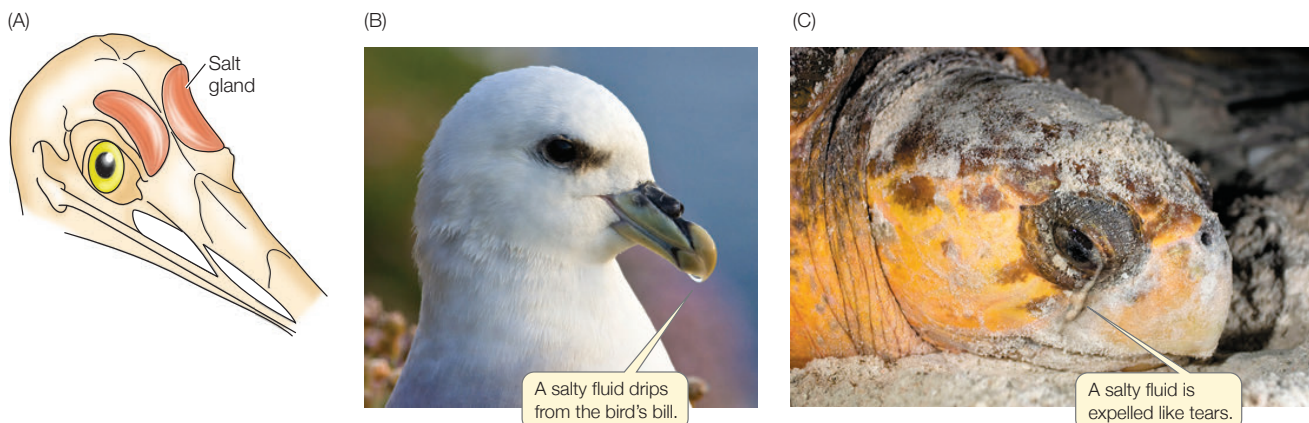 (A)
(B)
(C)
Salt
gland
A salty fluid drips
from the bird's bill.
A salty fluid is
expelled like tears.